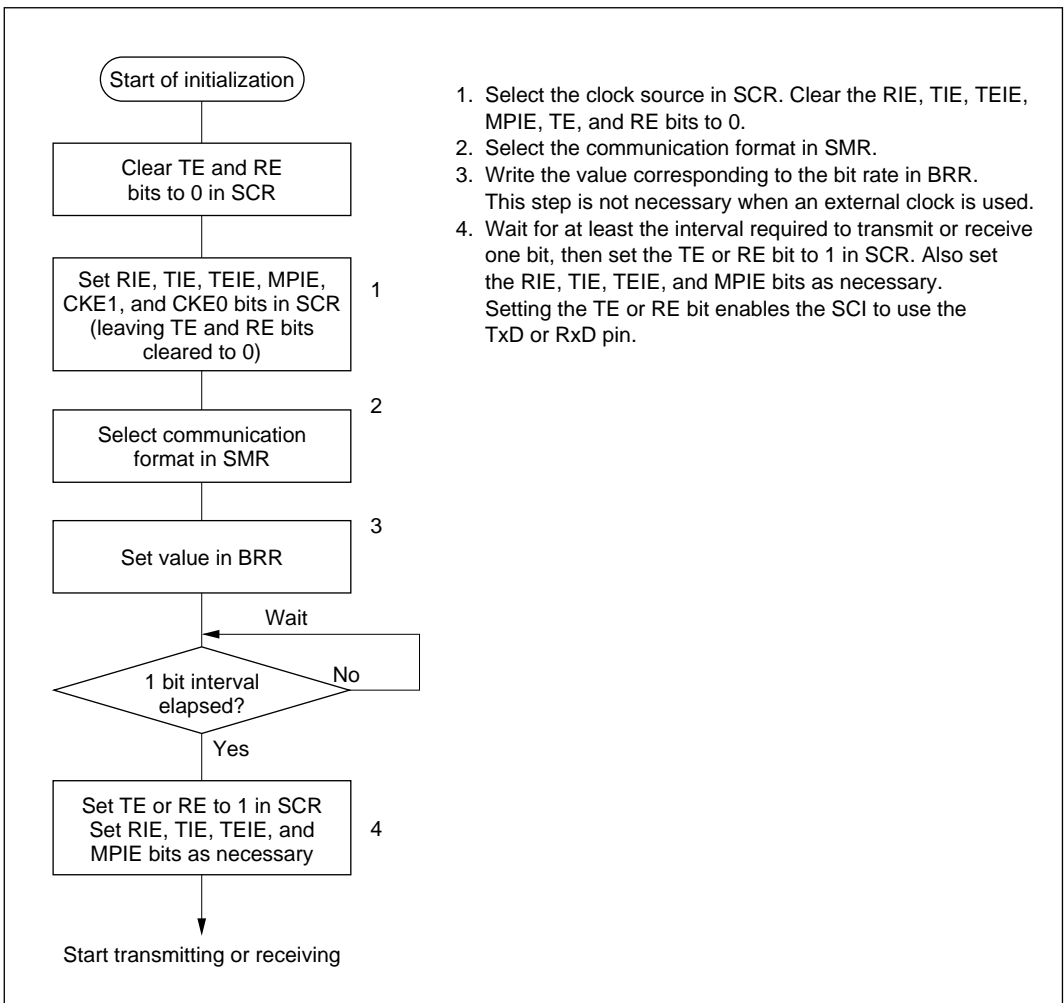 Start of initialization
Clear TE and RE
bits to 0 in SCR
Set RIE, TIE, TEIE, MPIE,
CKE1, and CKE0 bits in SCR
(leaving TE and RE bits
cleared to 0)
1
2
Select communication
format in SMR
3
Set value in BRR
Wait
No
1 bit interval
elapsed?
Yes
Set TE or RE to 1 in SCR
Set RIE, TIE, TEIE, and
MPIE bits as necessary
4
Start transmitting or receiving
1. Select the clock source in SCR. Clear the RIE, TIE, TEIE,
MPIE, TE, and RE bits to 0.
2. Select the communication format in SMR.
3. Write the value corresponding to the bit rate in BRR.
This step is not necessary when an external clock is used.
4. Wait for at least the interval required to transmit or receive
one bit, then set the TE or RE bit to 1 in SCR. Also set
the RIE, TIE, TEIE, and MPIE bits as necessary.
Setting the TE or RE bit enables the SCI to use the
TxD or RxD pin.